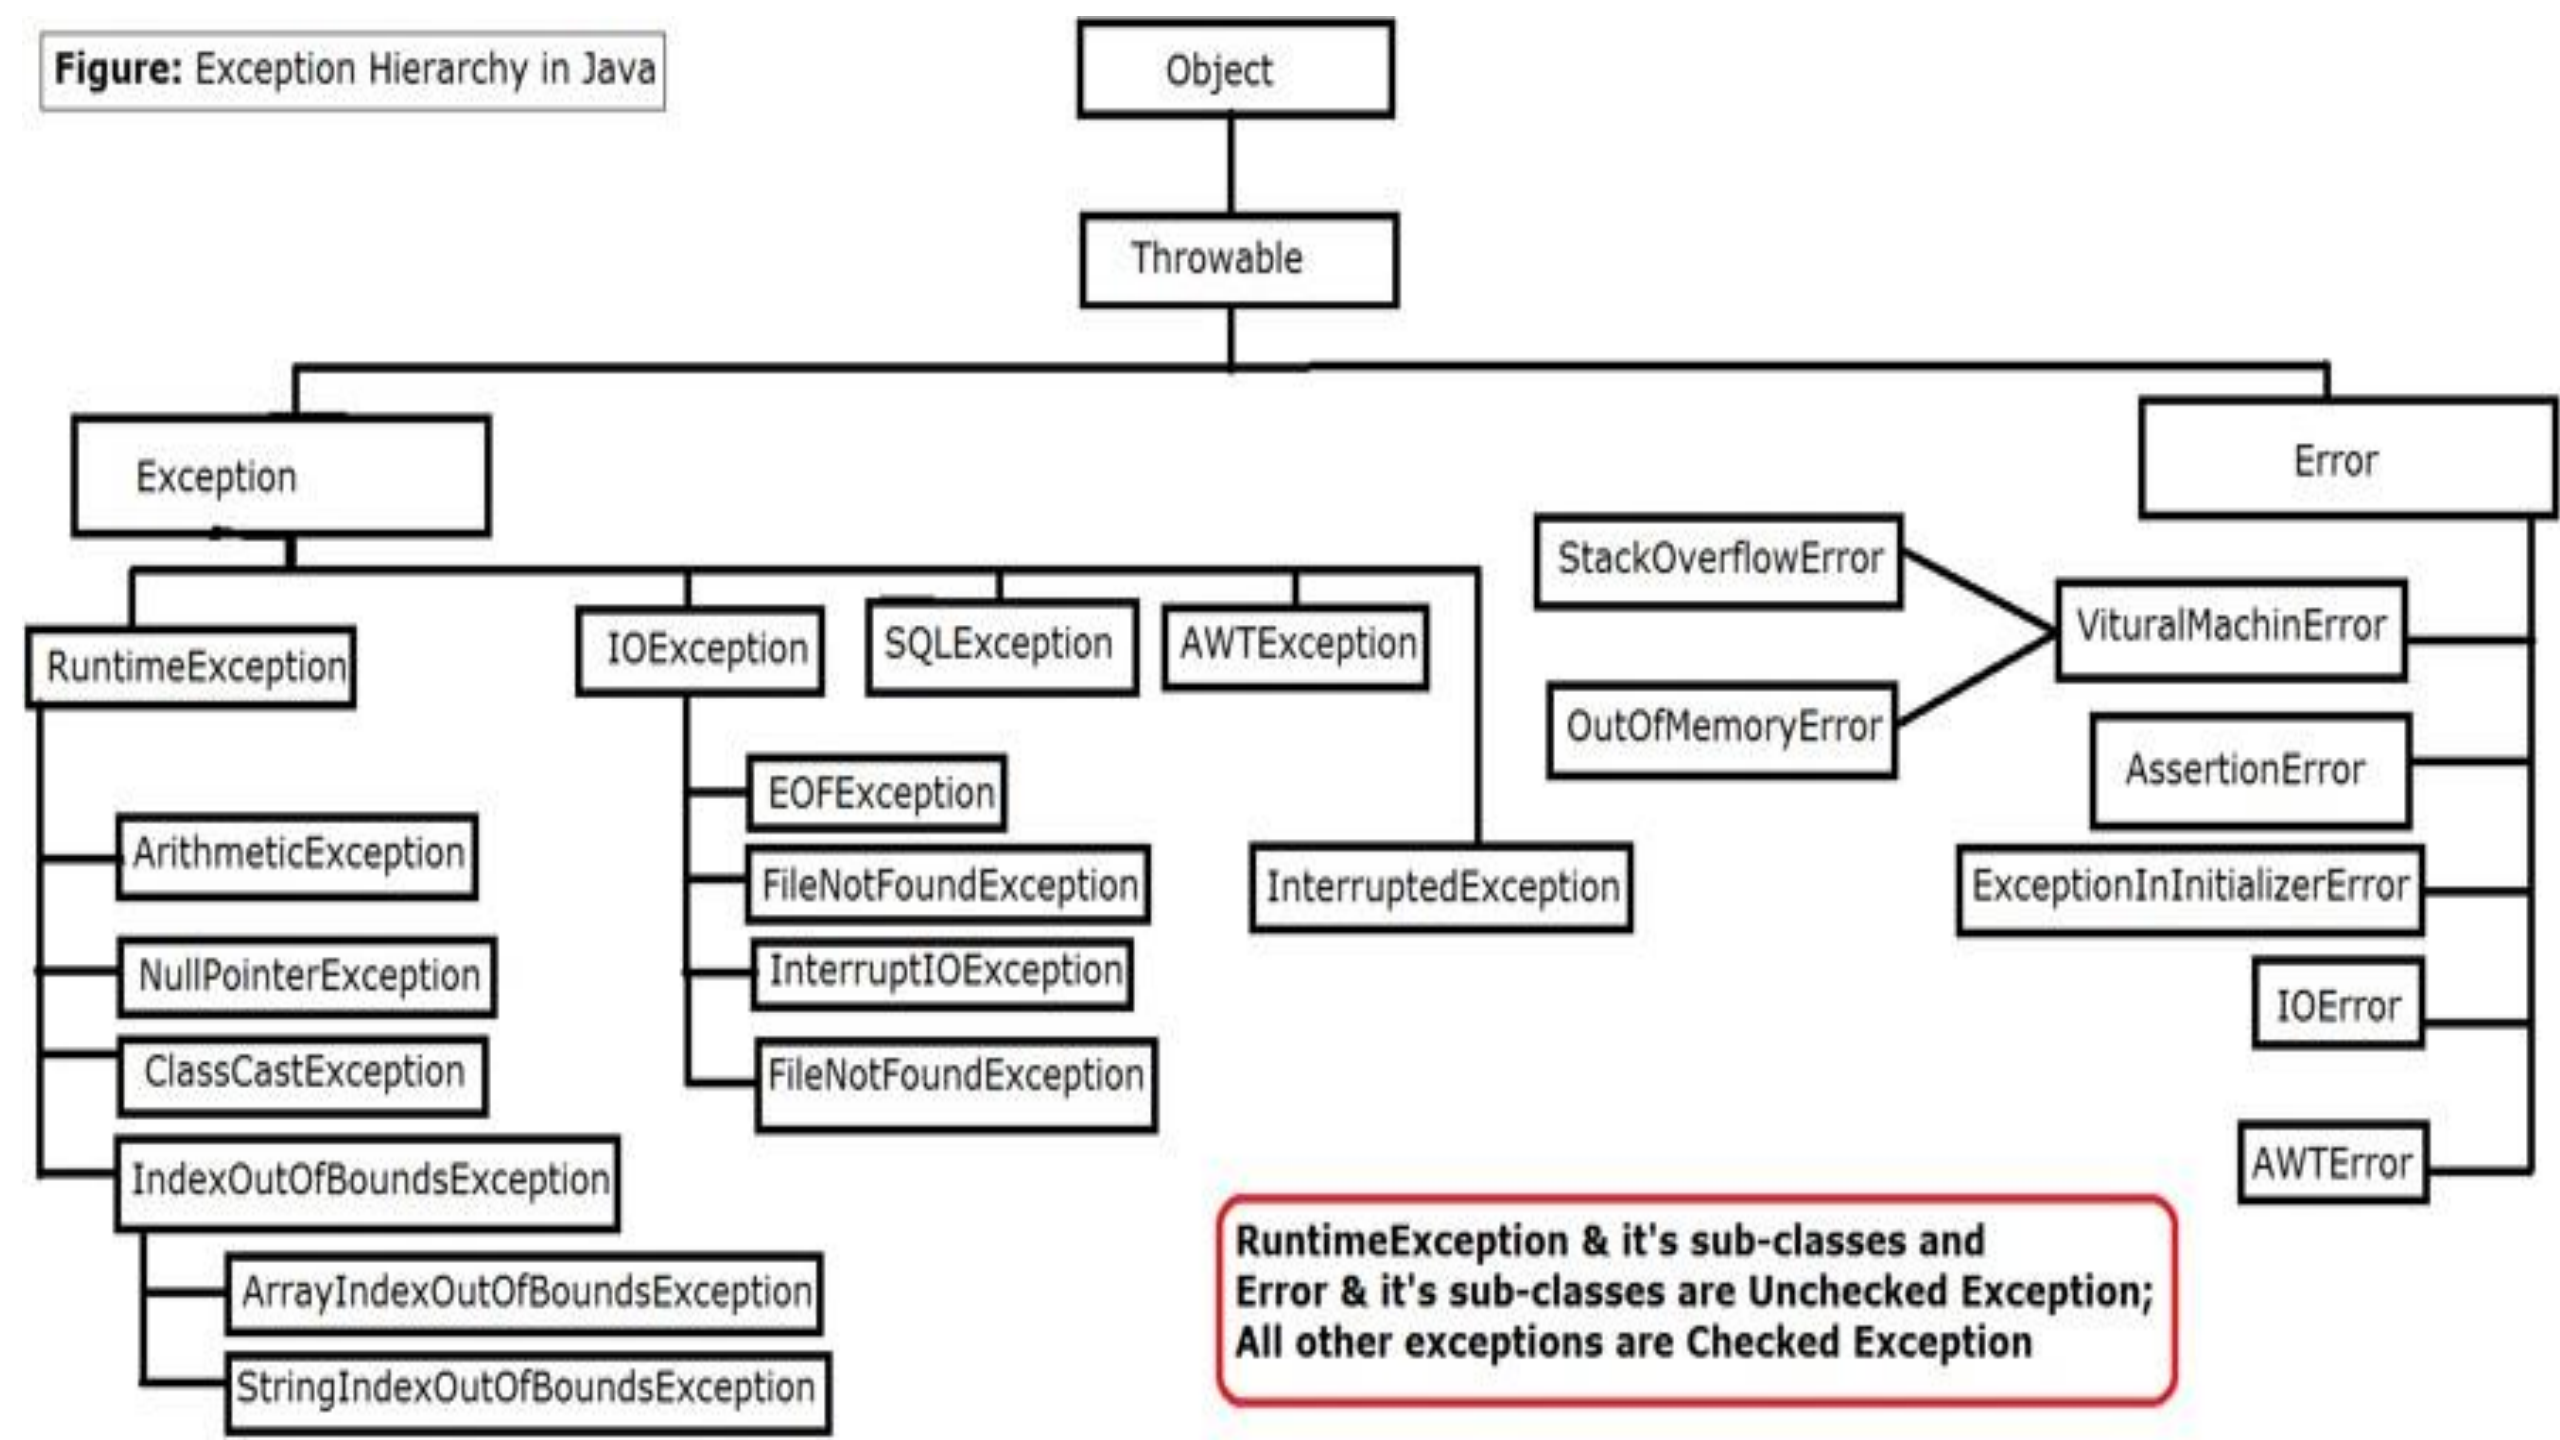 Figure: Exception Hierarchy in Java
Object
Throwable
Exception
Error
RuntimeException
IOException
SQLException
AWTException
InterruptedException
ArithmeticException
NullPointerException
ClassCastException
IndexOutOfBoundsException
ArrayIndexOutOfBoundsException
StringIndexOutOfBoundsException
EOFException
FileNotFoundException
InterruptIOException
FileNotFoundException
StackOverflowError
OutOfMemoryError
VituralMachinError
AssertionError
ExceptionInInitializerError
IOError
AWTError
RuntimeException & it's sub-classes and
Error & it's sub-classes are Unchecked Exception;
All other exceptions are Checked Exception